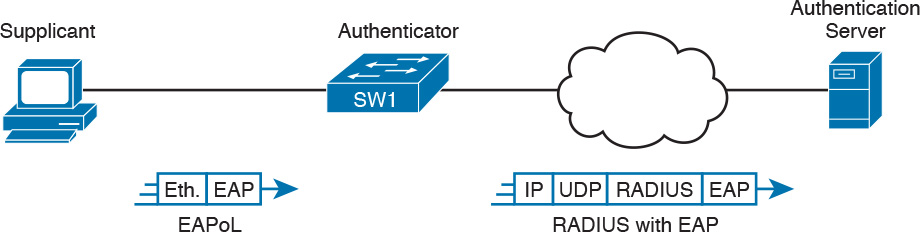 Supplicant
Authenticator
Authentication
Server
SW1
Eth. EAP
EAPoL
IP UDP RADIUS EAP
RADIUS with EAP